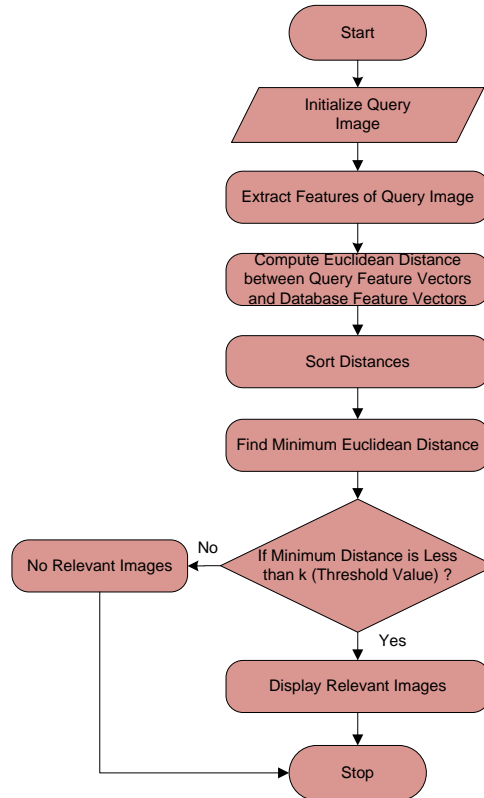 Start
Initialize Query
Image
Extract Features of Query Image
Compute Euclidean Distance
between Query Feature Vectors
and Database Feature Vectors
Sort Distances
Find Minimum Euclidean Distance
If Minimum Distance is Less
than k (Threshold Value) ?
No
No Relevant Images
Yes
Display Relevant Images
Stop